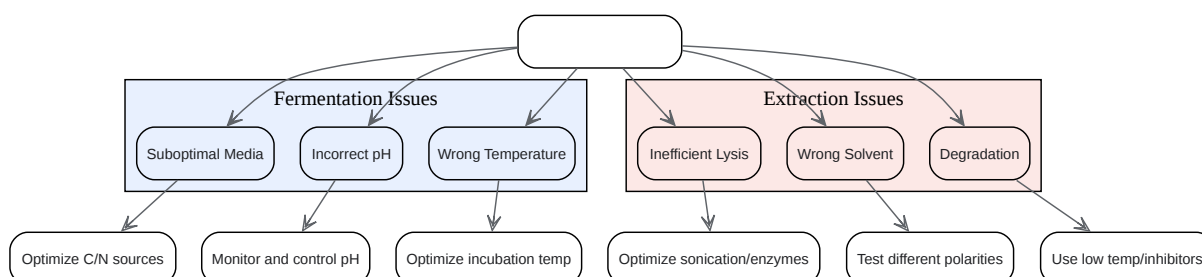 Fermentation Issues
Extraction Issues
Suboptimal Media
Incorrect pH
Wrong Temperature
Inefficient Lysis
Wrong Solvent
Degradation
Optimize C/N sources
Monitor and control pH
Optimize incubation temp
Optimize sonication/enzymes
Test different polarities
Use low temp/inhibitors